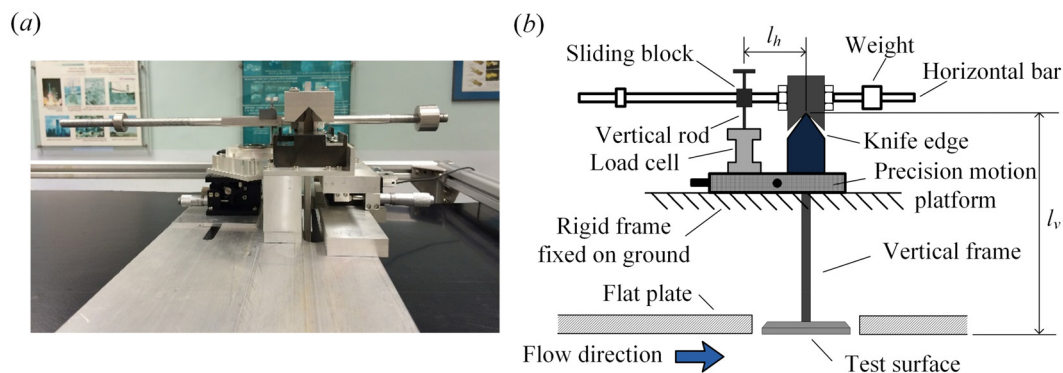 (a)
(b)
Sliding block
l_h
Weight
Horizontal bar
Vertical rod
Load cell
Knife edge
Precision motion
platform
Rigid frame
fixed on ground
l_v
Vertical frame
Flat plate
Flow direction
Test surface